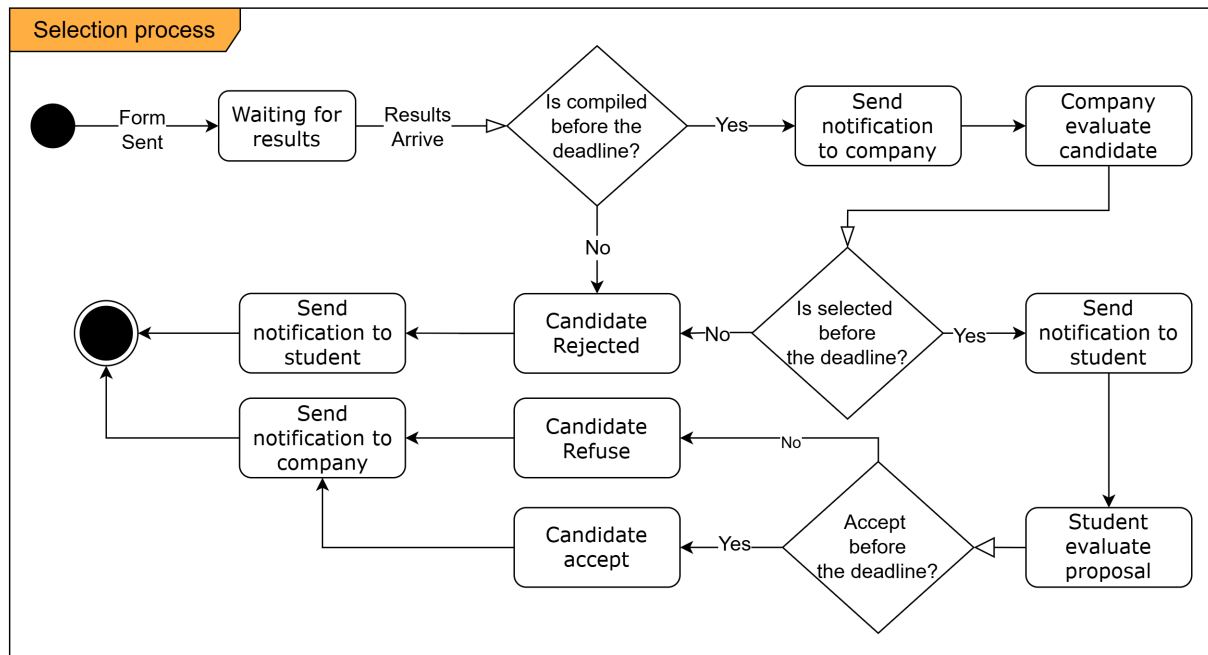 Selection process
Form
Sent
Waiting for
results
Results
Arrive
Is compiled
before the
deadline?
Yes
Send
notification
to company
Company
evaluate
candidate
No
Send
notification to
student
Candidate
Rejected
No
Is selected
before
the deadline?
Yes
Send
notification to
student
Send
notification to
company
Candidate
Refuse
No
Candidate
accept
Yes
Accept
before
the deadline?
Student
evaluate
proposal